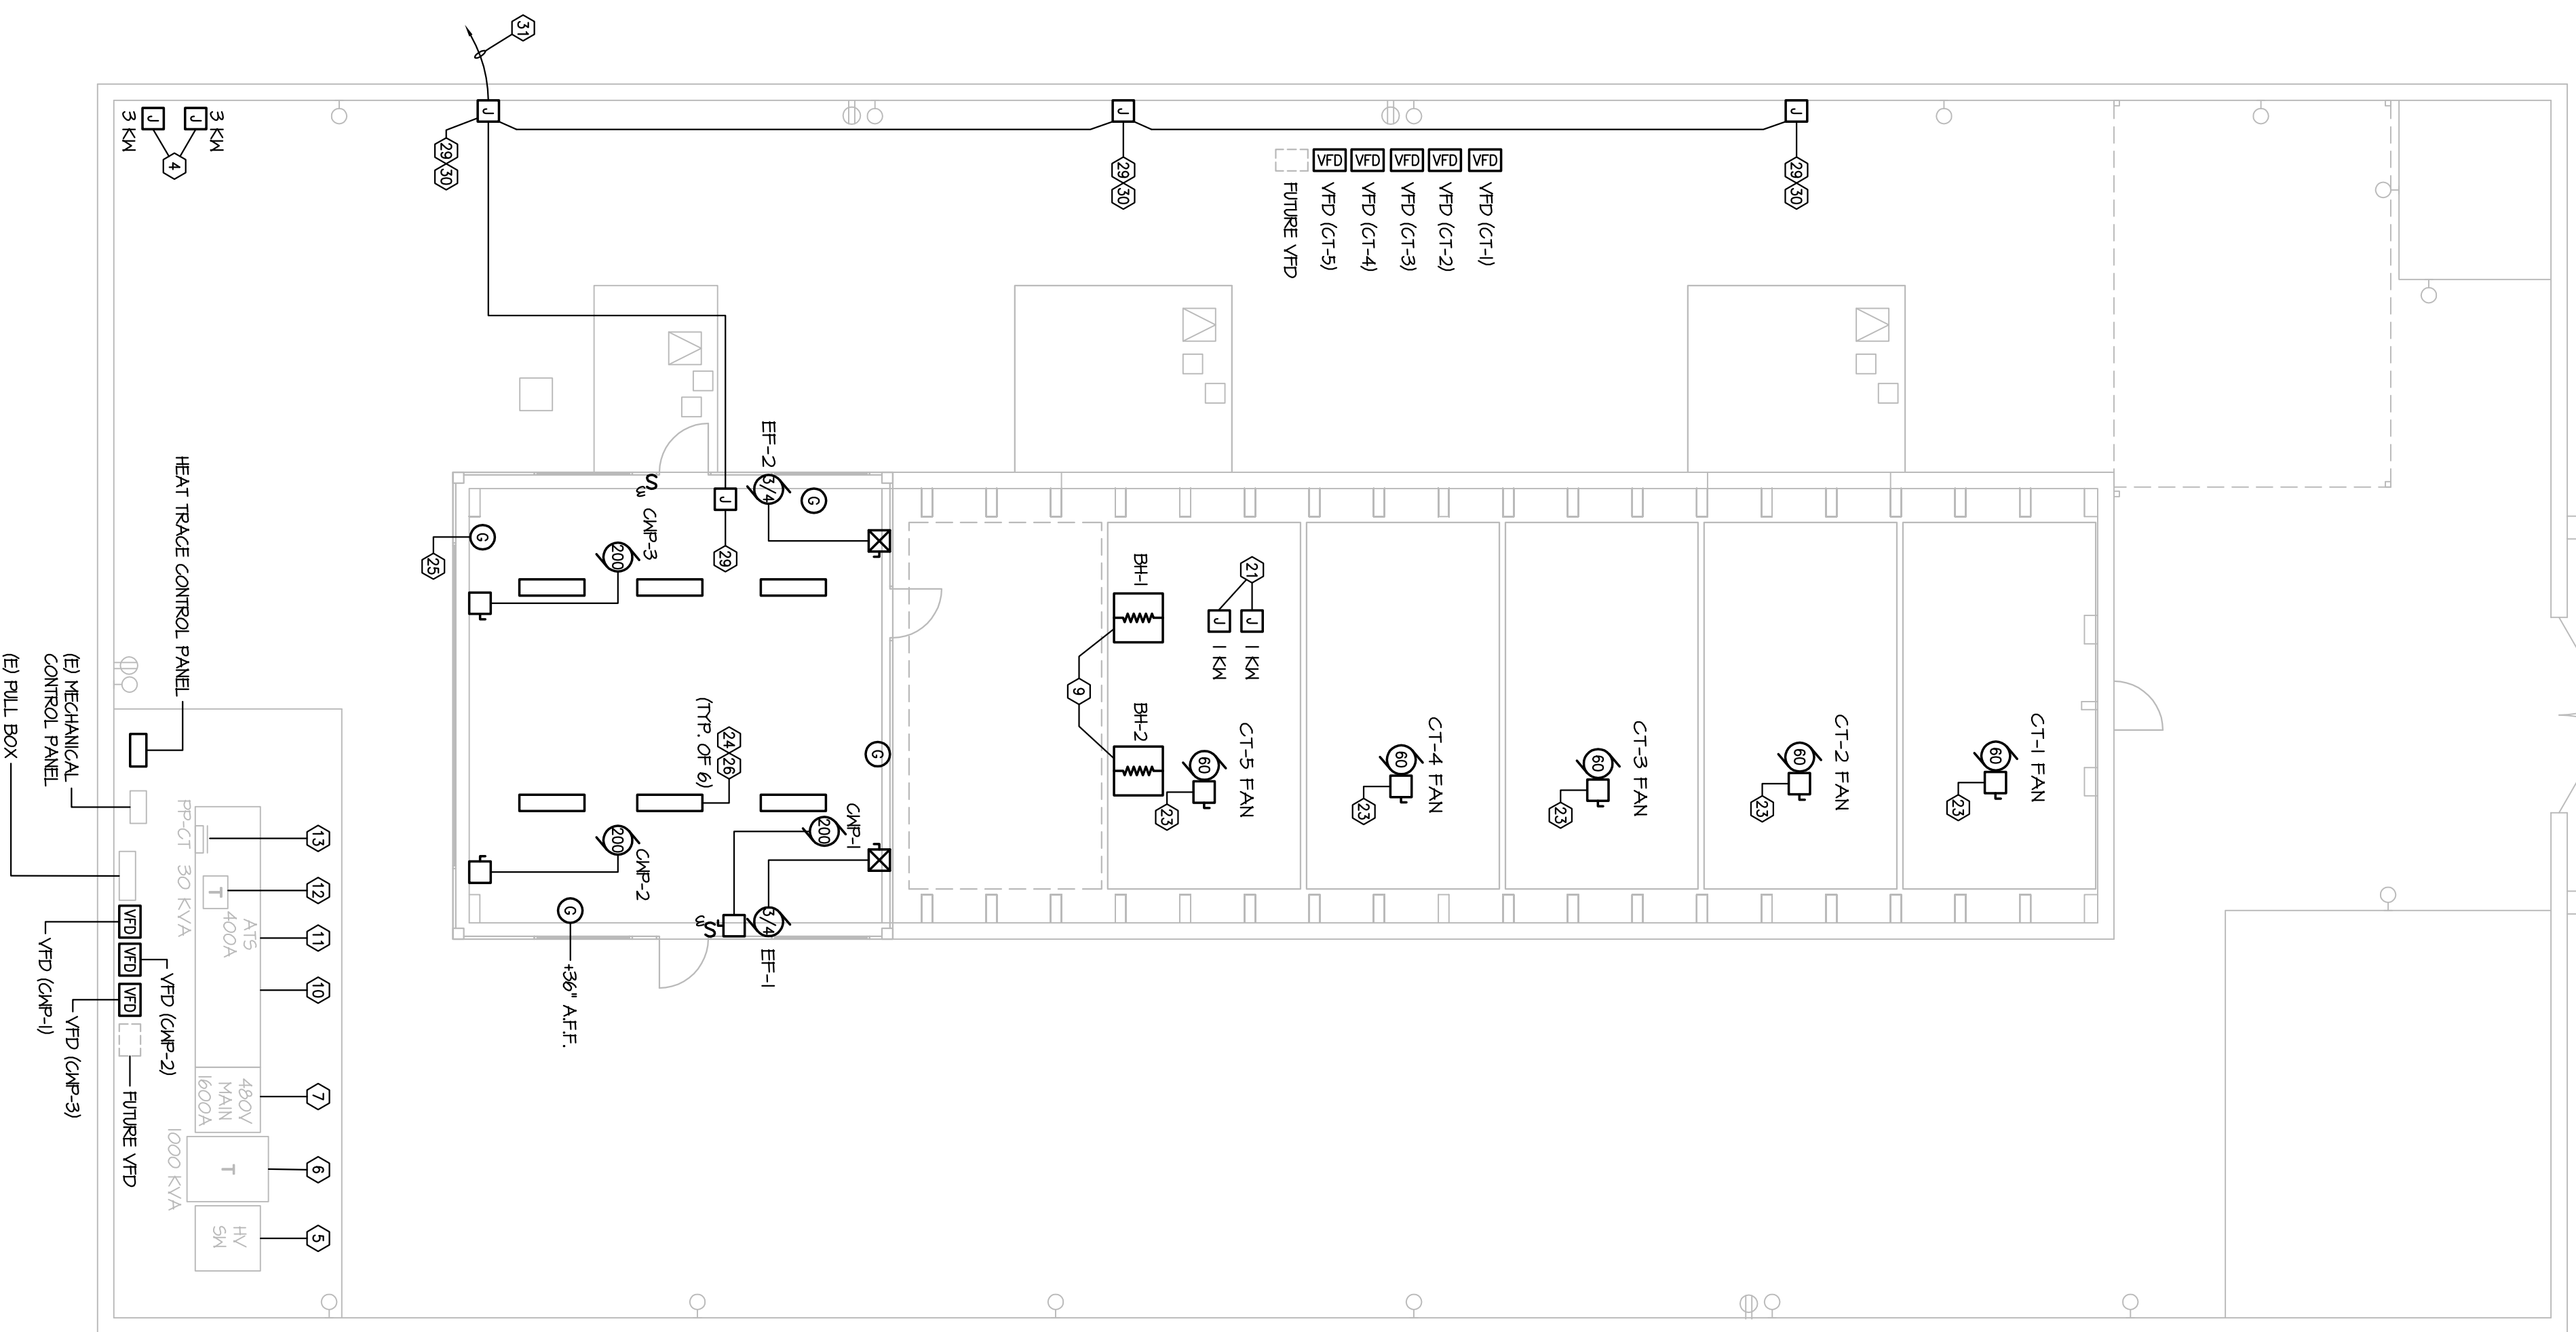 31
J
J
J
3 KW
J
J
3 KW
4
29
30
29
30
29
30
VFD
VFD
VFD
VFD
VFD
VFD (CT-1)
VFD (CT-2)
VFD (CT-3)
VFD (CT-4)
VFD (CT-5)
FUTURE VFD
EF-2
3/4
G
S
3
CWP-3
200
J
29
G
25
BH-1
BH-2
9
21
J
J
1 KW
1 KW
CT-5 FAN
60
23
CT-4 FAN
60
23
CT-3 FAN
60
23
CT-2 FAN
60
23
CT-1 FAN
60
23
24
26
(TYP. OF 6)
G
CWP-1
200
CWP-2
200
G
+36" A.F.F.
S
3
3/4
EF-1
HEAT TRACE CONTROL PANEL
(E) MECHANICAL
CONTROL PANEL
(E) PULL BOX
13
12
11
10
7
6
5
PP-CT
30 KVA
T
ATS
400A
480V
MAIN
1600A
T
1000 KVA
HV
SW
VFD
VFD
VFD
VFD (CWP-1)
VFD (CWP-2)
VFD (CWP-3)
FUTURE VFD